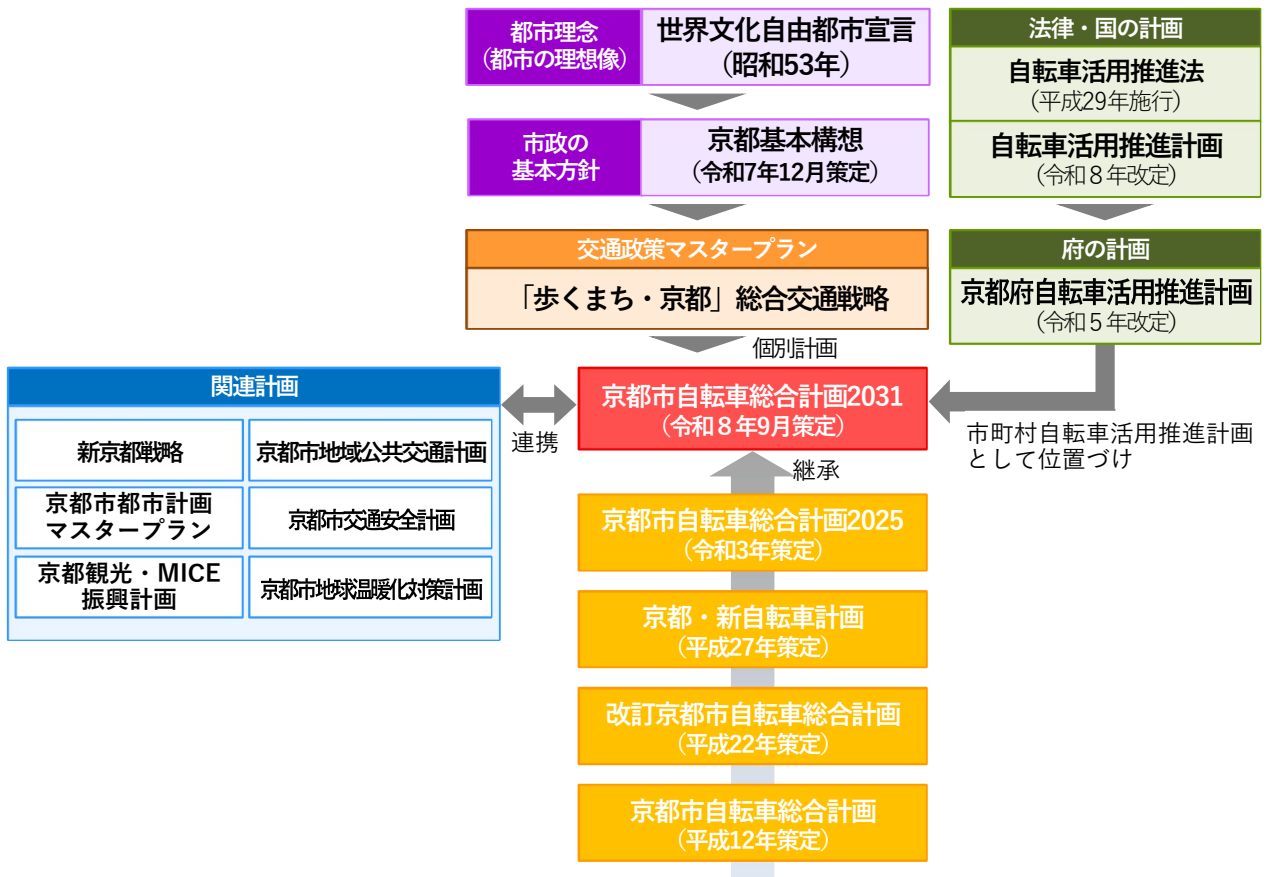 都市理念
（都市の理想像）
世界文化自由都市宣言
（昭和53年）
市政の
基本方針
京都基本構想
（令和7年12月策定）
交通政策マスタープラン
「歩くまち・京都」総合交通戦略
個別計画
法律・国の計画
自転車活用推進法
（平成29年施行）
自転車活用推進計画
（令和８年改定）
府の計画
京都府自転車活用推進計画
（令和５年改定）
市町村自転車活用推進計画
として位置づけ
関連計画
新京都戦略
京都市地域公共交通計画
京都市都市計画
マスタープラン
京都市交通安全計画
京都観光・MICE
振興計画
京都市地球温暖化対策計画
連携
京都市自転車総合計画2031
（令和８年9月策定）
継承
京都市自転車総合計画2025
（令和3年策定）
京都・新自転車計画
（平成27年策定）
改訂京都市自転車総合計画
（平成22年策定）
京都市自転車総合計画
（平成12年策定）